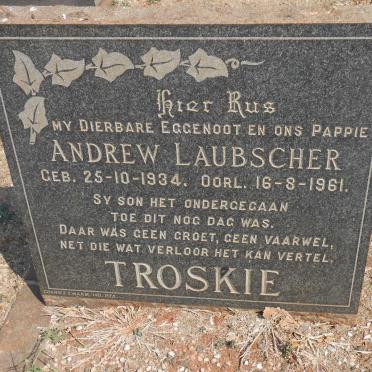 Hier Rus
MY DIERBARE EGGENOOT EN ONS PAPPIE
ANDREW LAUBSCHER
GEB. 25-10-1934. OORL. 16-8-1961.
SY SON HET ONDERGEGAAN
TOE DIT NOG DAG WAS.
DAAR WAS GEEN GROET, GEEN VAARWEL,
NET DIE WAT VERLOOR HET KAN VERTEL.
TROSKIE